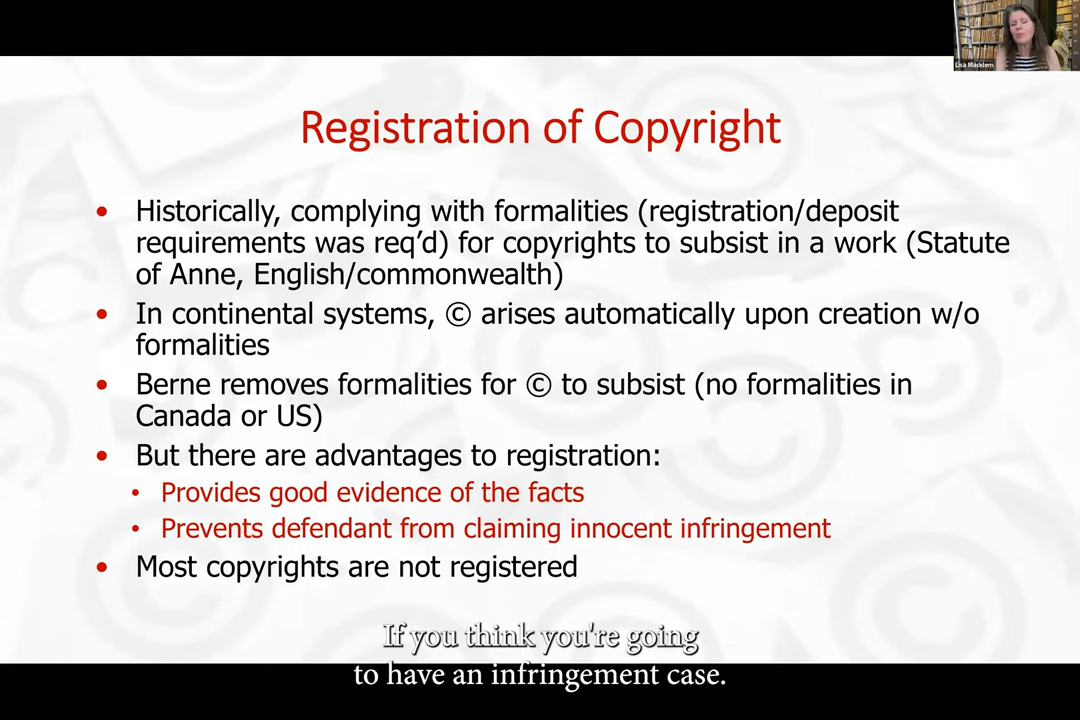 Lisa Macklem
Registration of Copyright
• Historically, complying with formalities (registration/deposit
requirements was req’d) for copyrights to subsist in a work (Statute
of Anne, English/commonwealth)
• In continental systems, © arises automatically upon creation w/o
formalities
• Berne removes formalities for © to subsist (no formalities in
Canada or US)
• But there are advantages to registration:
• Provides good evidence of the facts
• Prevents defendant from claiming innocent infringement
• Most copyrights are not registered
If you think you're going
to have an infringement case.